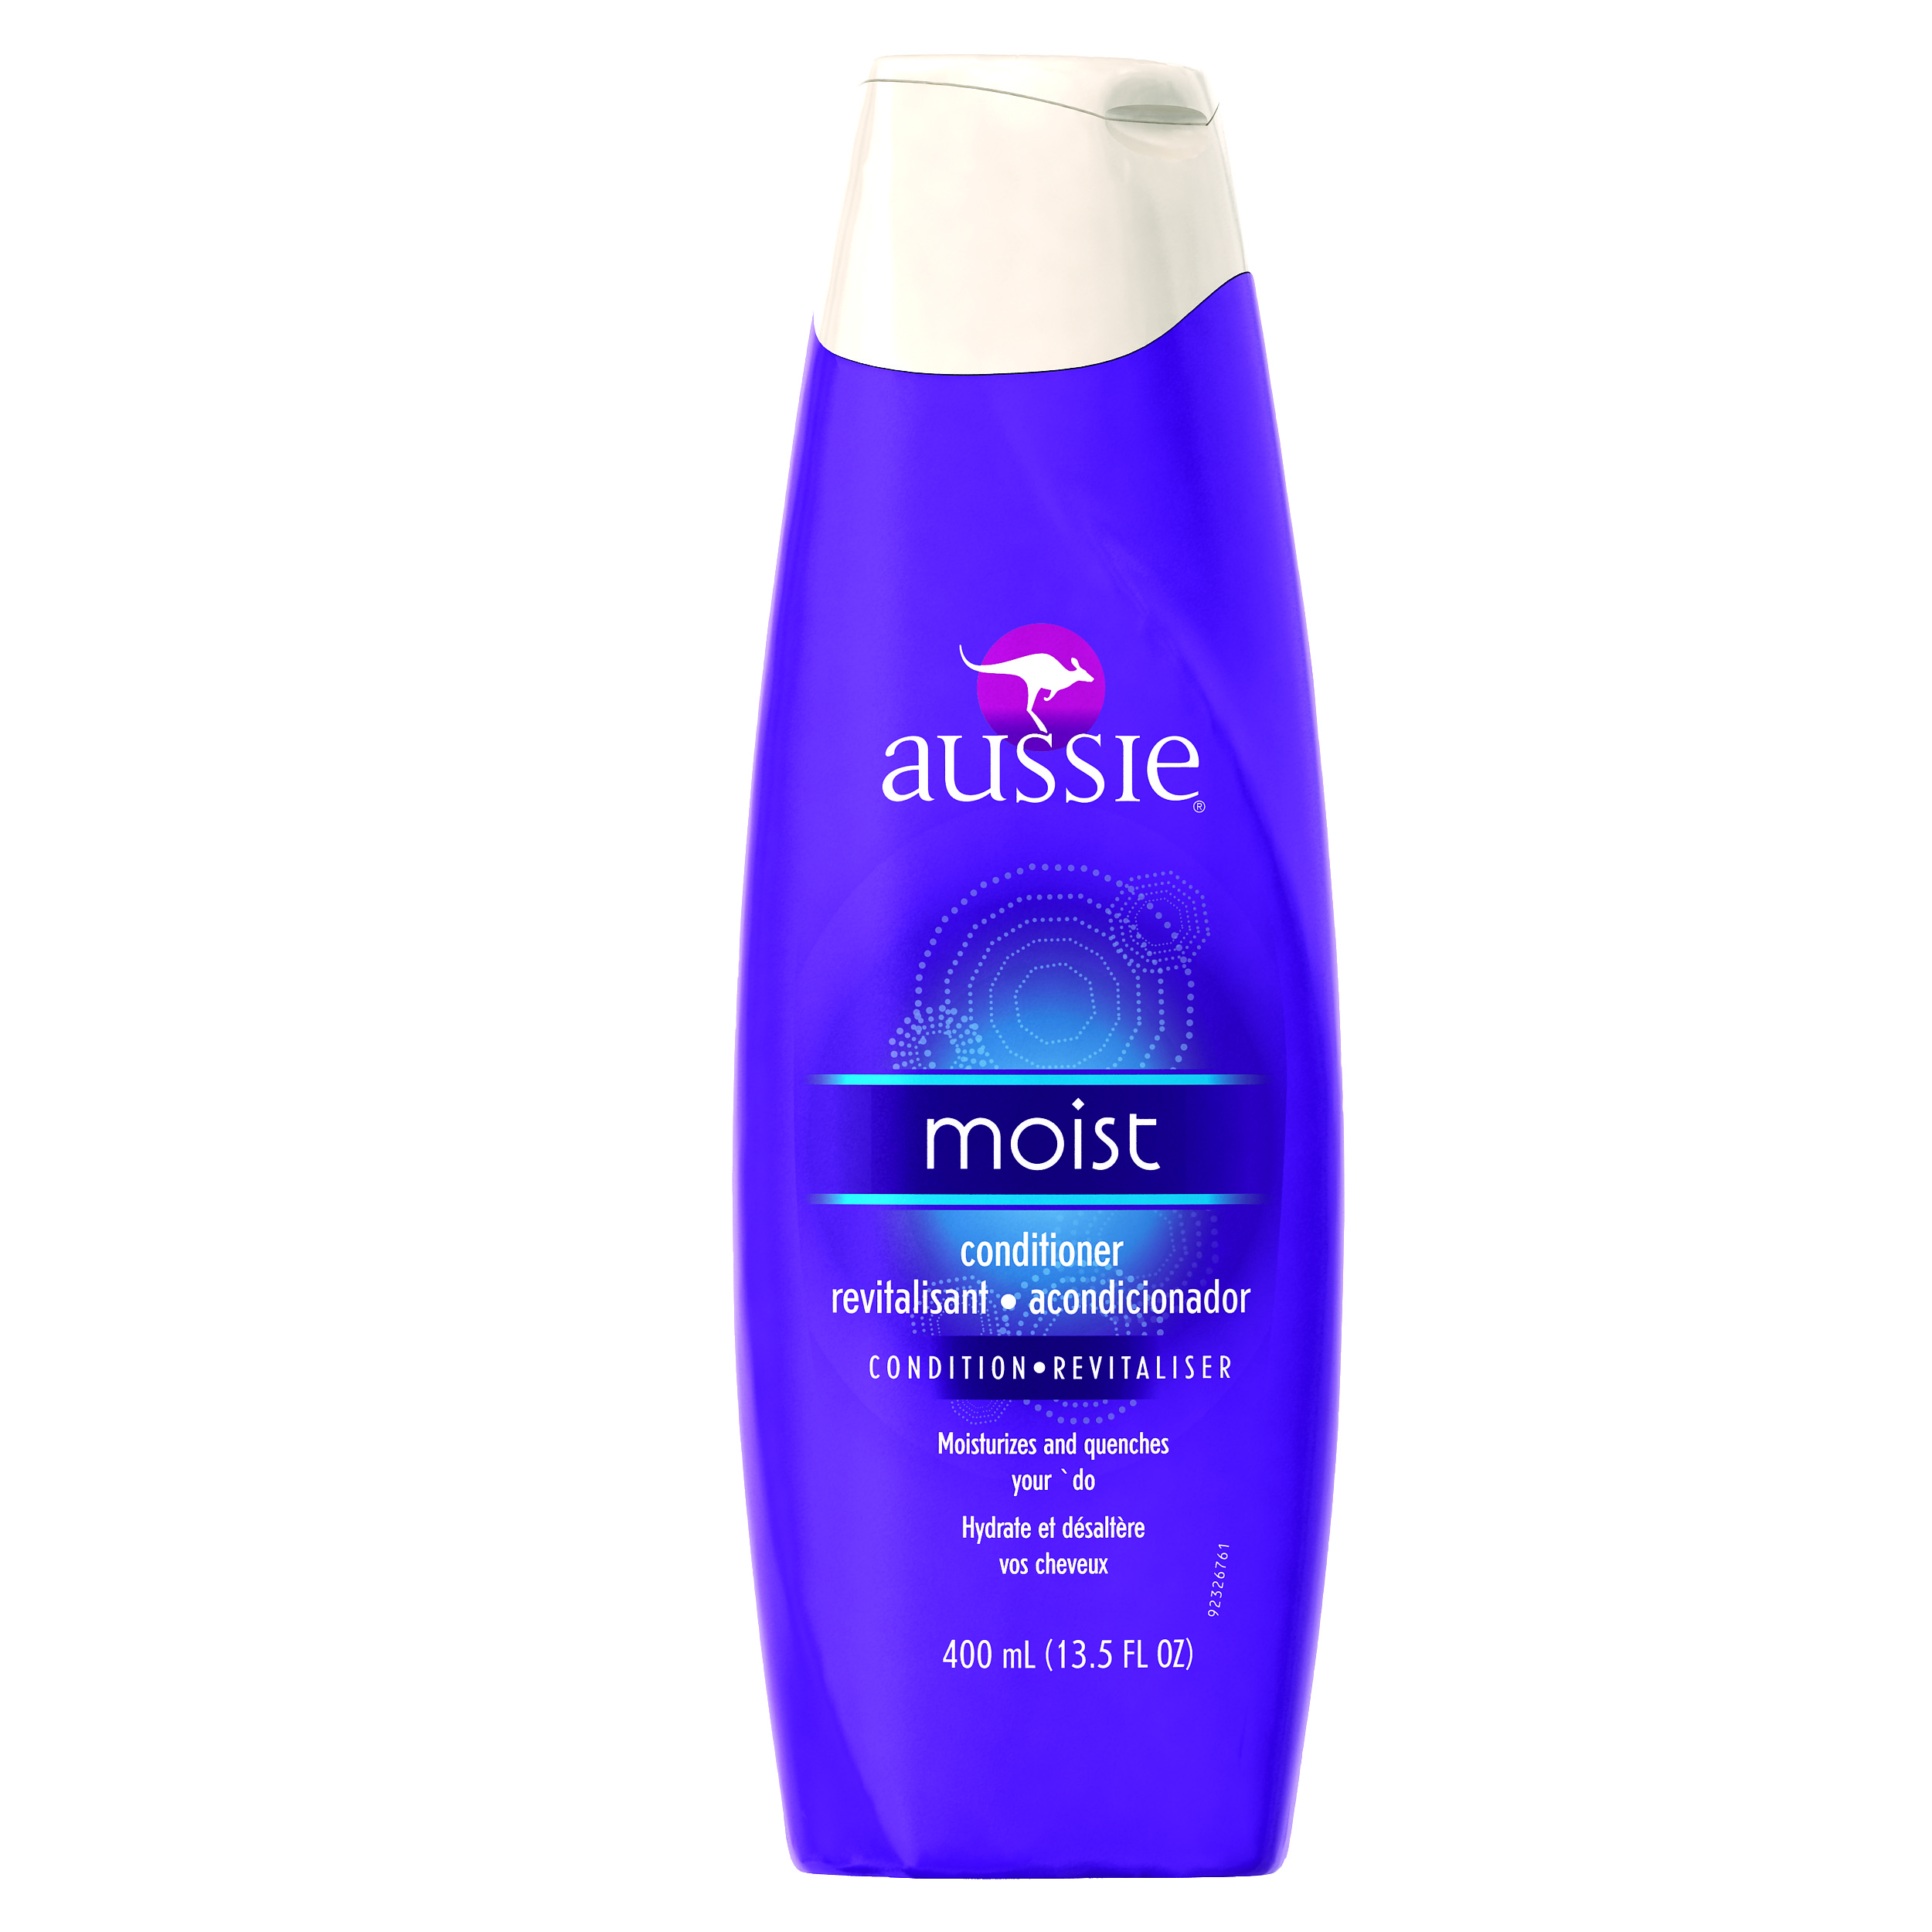 aussie®
moist
conditioner
revitalisant • acondicionador
CONDITION•REVITALISER
Moisturizes and quenches
your `do
Hydrate et désaltère
vos cheveux
92326761
400 mL (13.5 FL OZ)